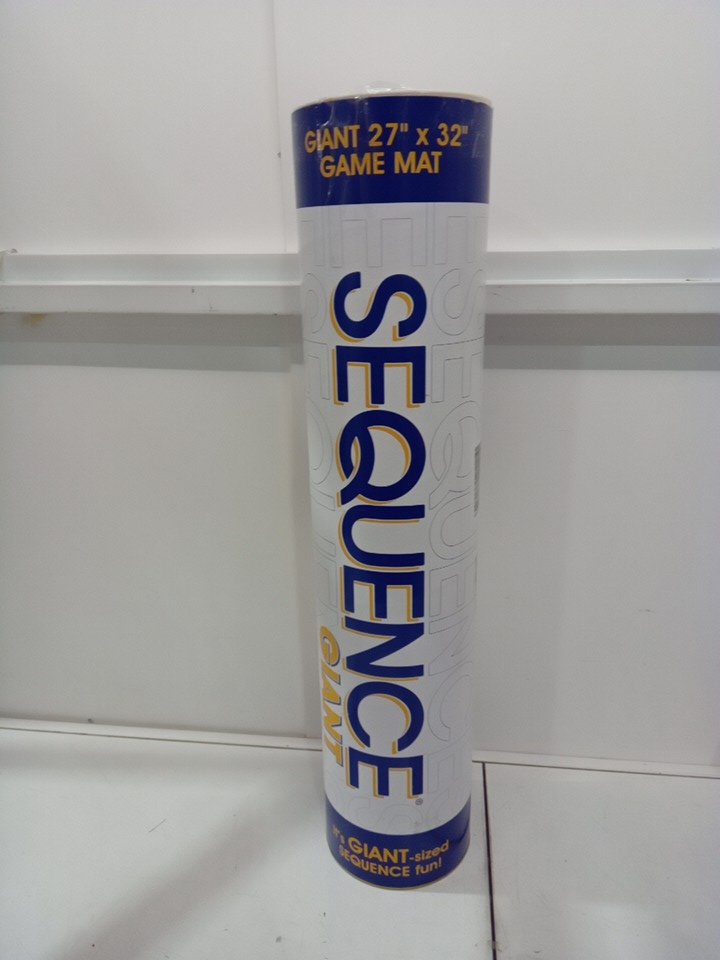 GIANT 27" x 32"
GAME MAT
SEQUENCE®
GIANT
It's GIANT-sized
SEQUENCE fun!